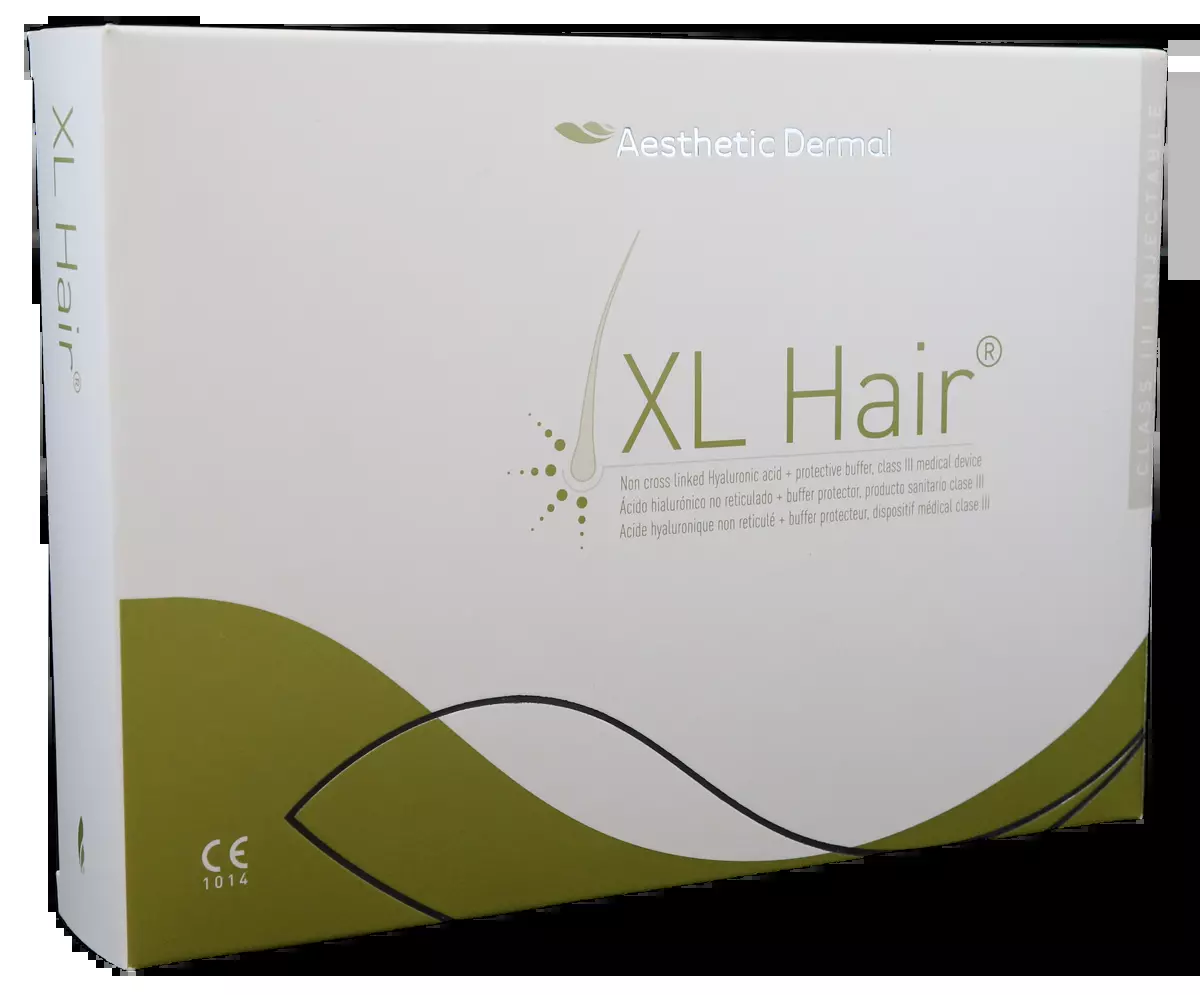 XL Hair®
Aesthetic Dermal
CLASS III INJECTABLE
XL Hair®
Non cross linked Hyaluronic acid + protective buffer, class III medical device
Ácido hialurónico no reticulado + buffer protector, producto sanitario clase III
Acide hyaluronique non reticulé + buffer protecteur, dispositif médical clase III
CE
1014